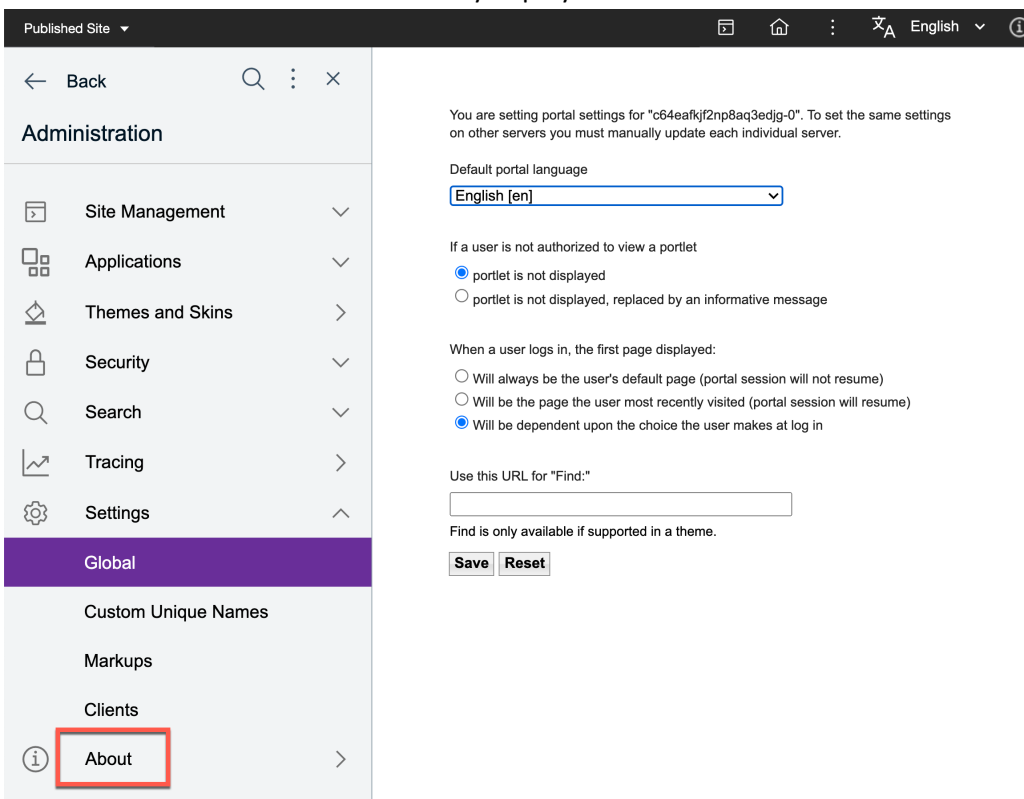 Published Site
English
Back
Administration
Site Management
Applications
Themes and Skins
Security
Search
Tracing
Settings
Global
Custom Unique Names
Markups
Clients
About
You are setting portal settings for "c64eafkjf2np8aq3edjg-0". To set the same settings
on other servers you must manually update each individual server.
Default portal language
English [en]
If a user is not authorized to view a portlet
portlet is not displayed
portlet is not displayed, replaced by an informative message
When a user logs in, the first page displayed:
Will always be the user's default page (portal session will not resume)
Will be the page the user most recently visited (portal session will resume)
Will be dependent upon the choice the user makes at log in
Use this URL for "Find:"
Find is only available if supported in a theme.
Save Reset